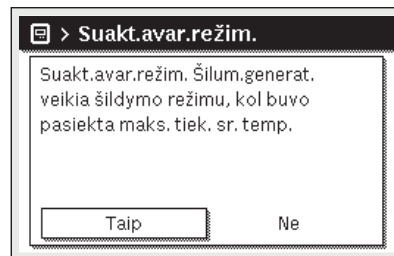 > Suakt.avar.režim.
Suakt.avar.režim. Šilum.generat.
veikia šildymo režimu, kol buvo
pasiekta maks. tiek. sr. temp.
Taip
Ne